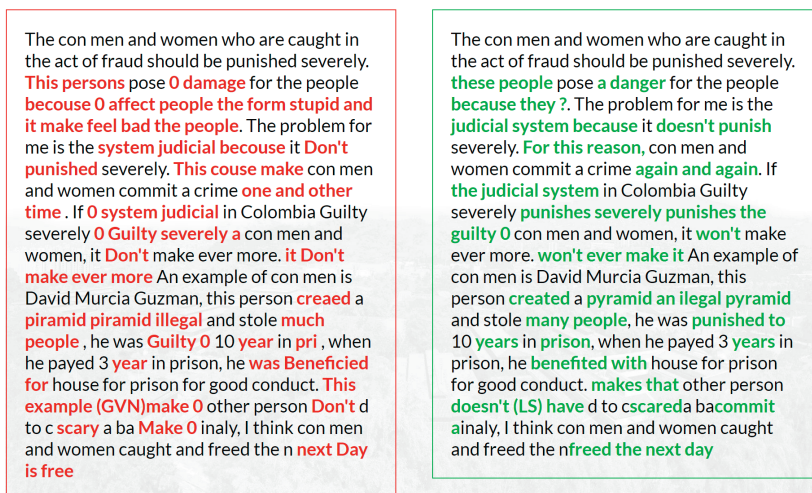 The con men and women who are caught in
the act of fraud should be punished severely.
This persons pose 0 damage for the people
becouse 0 affect people the form stupid and
it make feel bad the people. The problem for
me is the system judicial becouse it Don't
punished severely. This couse make con men
and women commit a crime one and other
time . If 0 system judicial in Colombia Guilty
severely 0 Guilty severely a con men and
women, it Don't make ever more. it Don't
make ever more An example of con men is
David Murcia Guzman, this person creaed a
piramid piramid illegal and stole much
people , he was Guilty 0 10 year in pri , when
he payed 3 year in prison, he was Beneficied
for house for prison for good conduct. This
example (GVN)make 0 other person Don't d
to c scary a ba Make 0 inaly, I think con men
and women caught and freed the n next Day
is free
The con men and women who are caught in
the act of fraud should be punished severely.
these people pose a danger for the people
because they ?. The problem for me is the
judicial system because it doesn't punish
severely. For this reason, con men and
women commit a crime again and again. If
the judicial system in Colombia Guilty
severely punishes severely punishes the
guilty 0 con men and women, it won't make
ever more. won't ever make it An example of
con men is David Murcia Guzman, this
person created a pyramid an ilegal pyramid
and stole many people, he was punished to
10 years in prison, when he payed 3 years in
prison, he benefited with house for prison
for good conduct. makes that other person
doesn't (LS) have d to cscareda bacommit
ainaly, I think con men and women caught
and freed the nfreed the next day